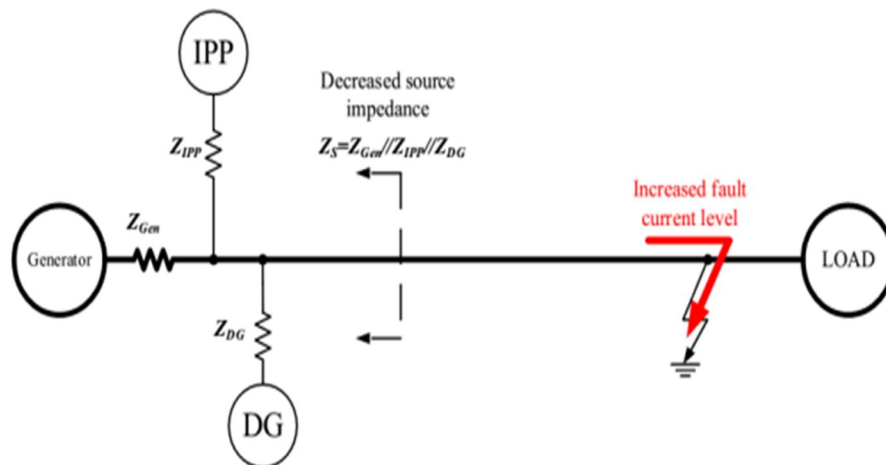 IPP
Decreased source
impedance
Z_IPP
Z_S=Z_Gen//Z_IPP//Z_DG
Increased fault
current level
Z_Gen
Generator
LOAD
Z_DG
DG